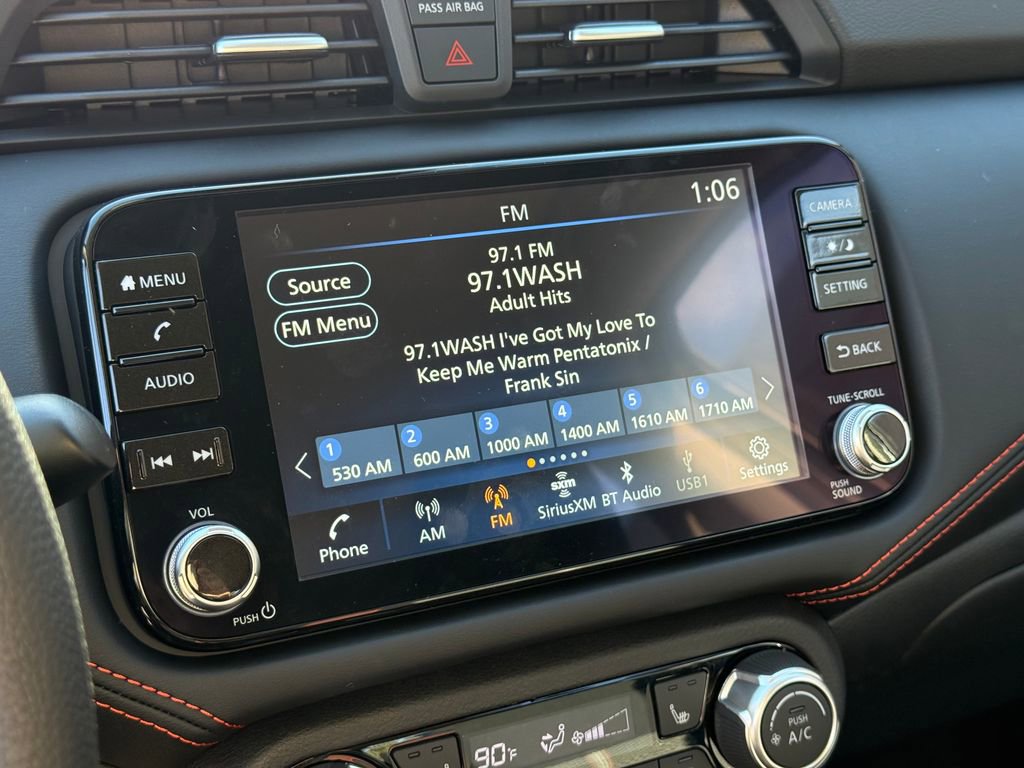 PASS AIR BAG
FM
1:06
CAMERA
MENU
Source
97.1 FM
97.1WASH
Adult Hits
SETTING
FM Menu
97.1WASH I've Got My Love To
Keep Me Warm Pentatonix /
Frank Sin
BACK
AUDIO
TUNE·SCROLL
1
530 AM
2
600 AM
3
1000 AM
4
1400 AM
5
1610 AM
6
1710 AM
Phone
AM
FM
sxm
SiriusXM
BT Audio
USB1
Settings
PUSH
SOUND
VOL
PUSH
90°F
PUSH
A/C